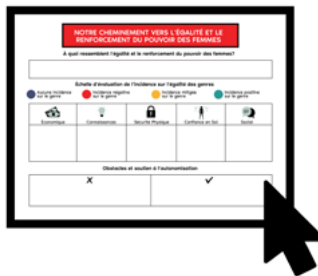 NOTRE CHEMINEMENT VERS L'ÉGALITÉ ET LE
RENFORCEMENT DU POUVOIR DES FEMMES
À quoi ressemblent l'égalité et le renforcement du pouvoir des femmes?
Échelle d'évaluation de l'incidence sur l'égalité des genres:
Aucune incidence sur le genre
Incidence négative sur le genre
Incidence mitigée sur le genre
Incidence positive sur le genre
Économique Connaissances Sécurité Physique Confiance en Soi Social
Obstacles et soutien à l'autonomisation